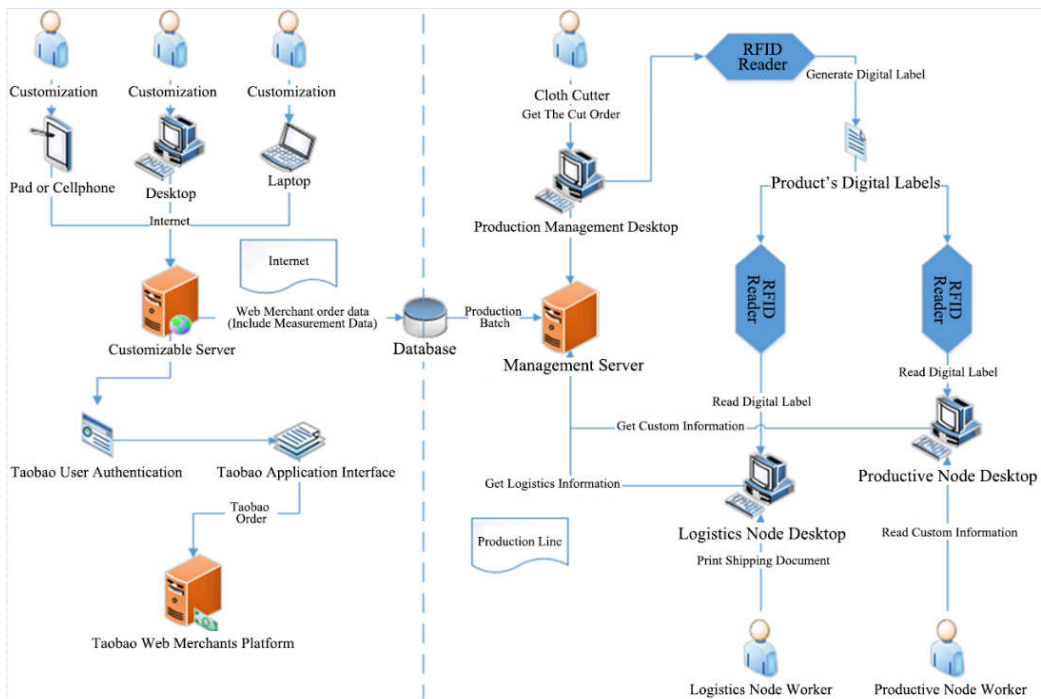 Customization
Customization
Customization
Pad or Cellphone
Desktop
Laptop
Internet
Internet
Web Merchant order data
(Include Measurement Data)
Customizable Server
Database
Taobao User Authentication
Taobao Application Interface
Taobao
Order
Taobao Web Merchants Platform
Cloth Cutter
Get The Cut Order
Production Management Desktop
RFID
Reader
Generate Digital Label
Product's Digital Labels
Production
Batch
Management Server
RFID
Reader
RFID
Reader
Read Digital Label
Read Digital Label
Get Custom Information
Productive Node Desktop
Get Logistics Information
Logistics Node Desktop
Production Line
Print Shipping Document
Read Custom Information
Logistics Node Worker
Productive Node Worker